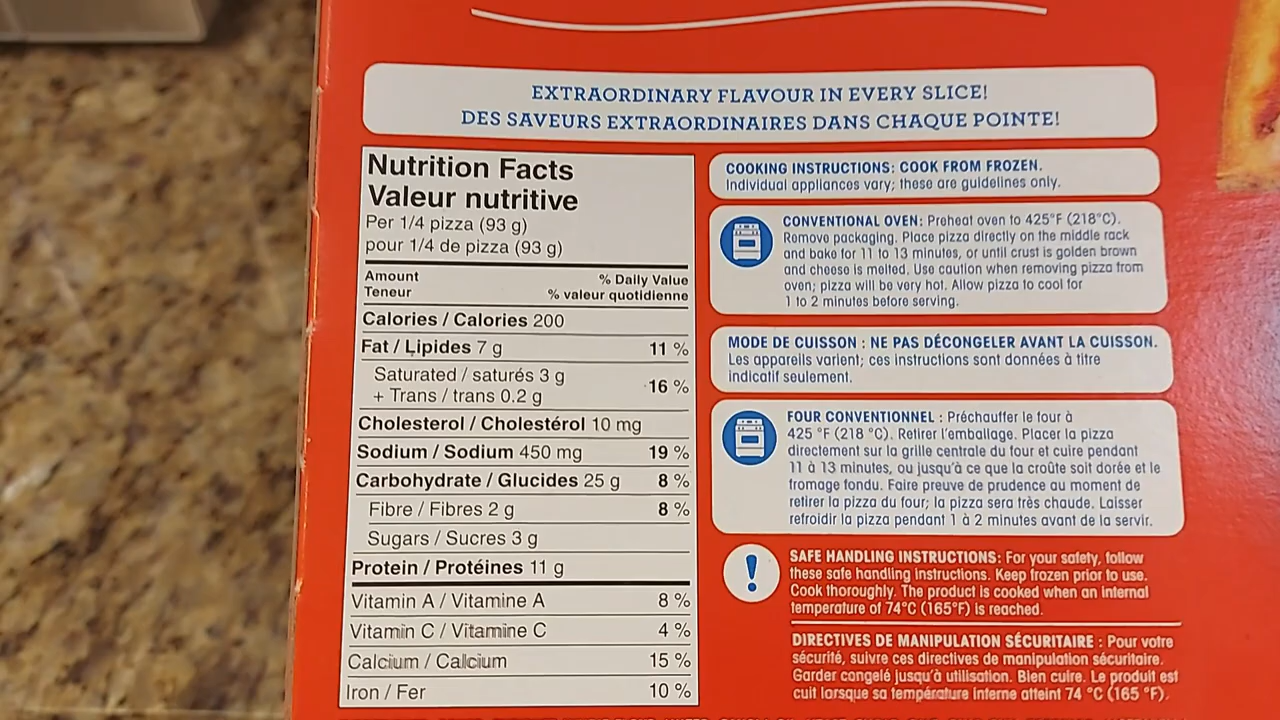 EXTRAORDINARY FLAVOUR IN EVERY SLICE!
DES SAVEURS EXTRAORDINAIRES DANS CHAQUE POINTE!
Nutrition Facts
Valeur nutritive
Per 1/4 pizza (93 g)
pour 1/4 de pizza (93 g)
Amount % Daily Value
Teneur % valeur quotidienne
Calories / Calories 200
Fat / Lipides 7 g 11 %
Saturated / saturés 3 g
+ Trans / trans 0.2 g 16 %
Cholesterol / Cholestérol 10 mg
Sodium / Sodium 450 mg 19 %
Carbohydrate / Glucides 25 g 8 %
Fibre / Fibres 2 g 8 %
Sugars / Sucres 3 g
Protein / Protéines 11 g
Vitamin A / Vitamine A 8 %
Vitamin C / Vitamine C 4 %
Calcium / Calcium 15 %
Iron / Fer 10 %
COOKING INSTRUCTIONS: COOK FROM FROZEN.
Individual appliances vary; these are guidelines only.
CONVENTIONAL OVEN: Preheat oven to 425°F (218°C).
Remove packaging. Place pizza directly on the middle rack
and bake for 11 to 13 minutes, or until crust is golden brown
and cheese is melted. Use caution when removing pizza from
oven; pizza will be very hot. Allow pizza to cool for
1 to 2 minutes before serving.
MODE DE CUISSON : NE PAS DÉCONGELER AVANT LA CUISSON.
Les appareils varient; ces instructions sont données à titre
indicatif seulement.
FOUR CONVENTIONNEL : Préchauffer le four à
425 °F (218 °C). Retirer l'emballage. Placer la pizza
directement sur la grille centrale du four et cuire pendant
11 à 13 minutes, ou jusqu'à ce que la croûte soit dorée et le
fromage fondu. Faire preuve de prudence au moment de
retirer la pizza du four; la pizza sera très chaude. Laisser
refroidir la pizza pendant 1 à 2 minutes avant de la servir.
SAFE HANDLING INSTRUCTIONS: For your safety, follow
these safe handling instructions. Keep frozen prior to use.
Cook thoroughly. The product is cooked when an internal
temperature of 74°C (165°F) is reached.
DIRECTIVES DE MANIPULATION SÉCURITAIRE : Pour votre
sécurité, suivre ces directives de manipulation sécuritaire.
Garder congelé jusqu'à utilisation. Bien cuire. Le produit est
cuit lorsque sa température interne atteint 74 °C (165 °F).